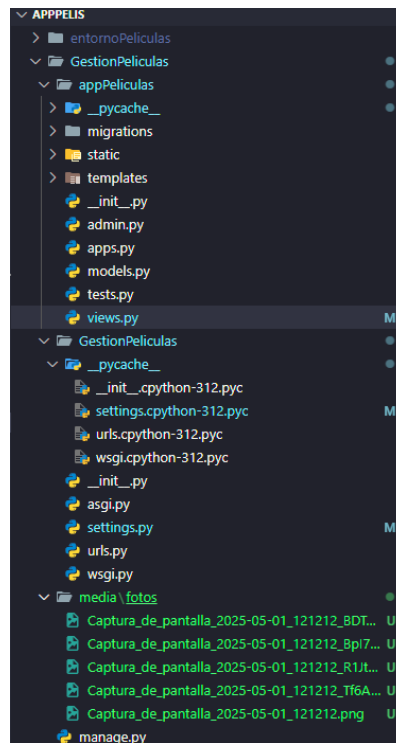 APPPELIS
entornoPeliculas
GestionPeliculas
appPeliculas
__pycache__
migrations
static
templates
__init__.py
admin.py
apps.py
models.py
tests.py
views.py M
GestionPeliculas
__pycache__
__init__.cpython-312.pyc
settings.cpython-312.pyc M
urls.cpython-312.pyc
wsgi.cpython-312.pyc
__init__.py
asgi.py
settings.py M
urls.py
wsgi.py
media\fotos
Captura_de_pantalla_2025-05-01_121212_BDT... U
Captura_de_pantalla_2025-05-01_121212_BpI7... U
Captura_de_pantalla_2025-05-01_121212_R1Jt... U
Captura_de_pantalla_2025-05-01_121212_Tf6A... U
Captura_de_pantalla_2025-05-01_121212.png U
manage.py